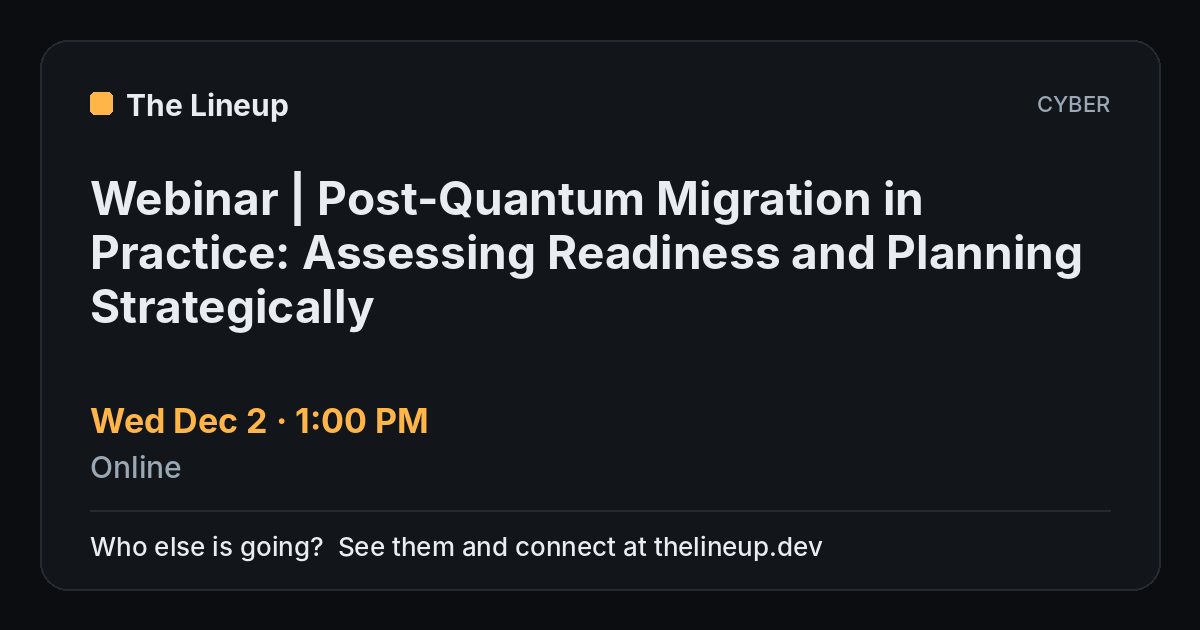 The Lineup
CYBER
Webinar | Post-Quantum Migration in
Practice: Assessing Readiness and Planning
Strategically
Wed Dec 2 · 1:00 PM
Online
Who else is going? See them and connect at thelineup.dev